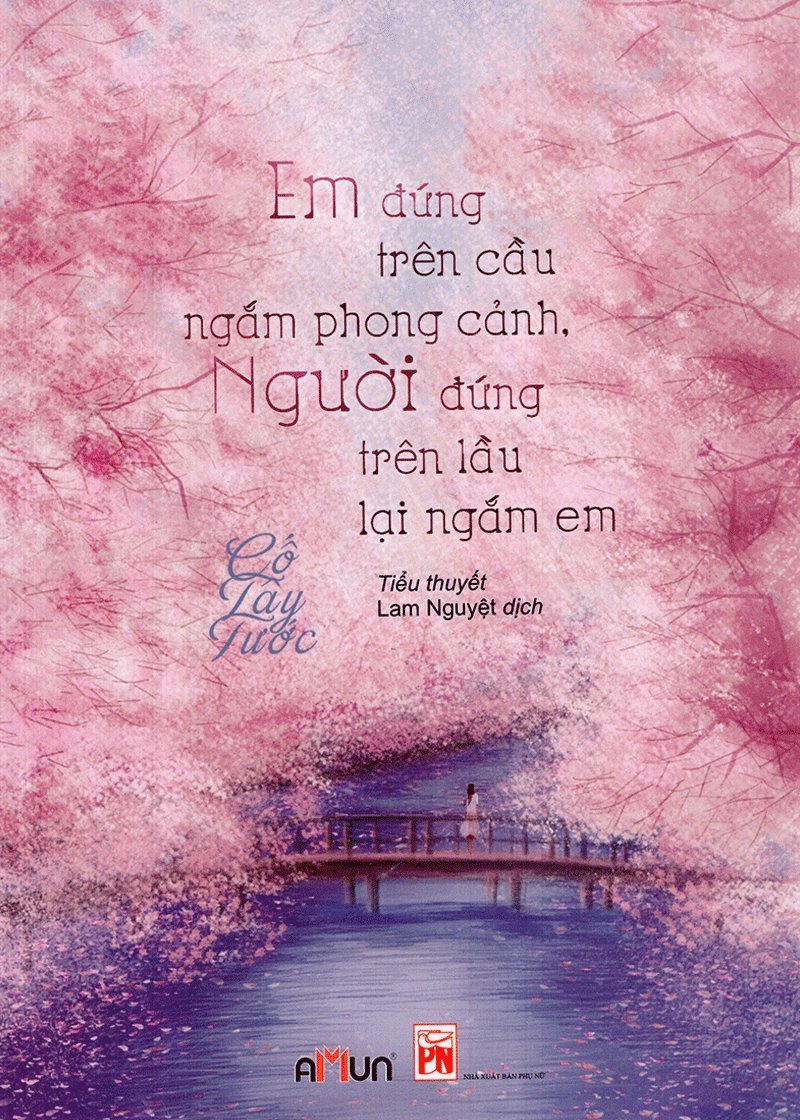 Em đứng
trên cầu
ngắm phong cảnh,
Người đứng
trên lầu
lại ngắm em
Cố
Tây
Tước
Tiểu thuyết
Lam Nguyệt dịch
AMUN®
PN
NHÀ XUẤT BẢN PHỤ NỮ